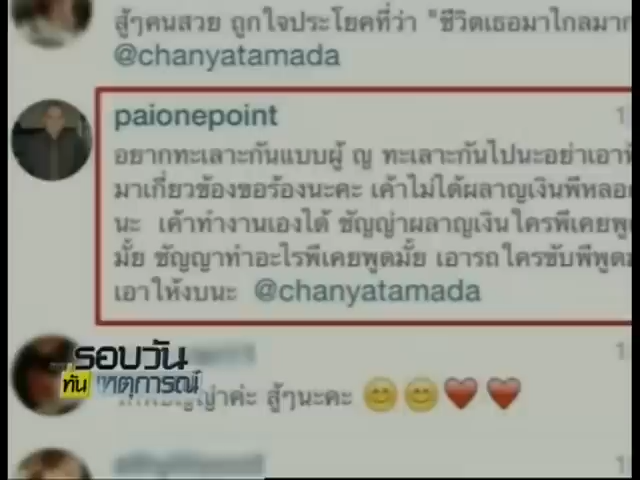 สู้ๆคนสวย ถูกใจประโยคที่ว่า "ชีวิตเธอมาไกลมาก
@chanyatamada
paionepoint
อยากทะเลาะกันแบบผู้ ญ ทะเลาะกันไปนะอย่าเอา
มาเกี่ยวข้องขอร้องนะคะ เค้าไม่ได้ผลาญเงินพี่หลอ
นะ เค้าทำงานเองได้ ชัญญ่าผลาญเงินใครพี่เคยพู
มั้ย ชัญญาทำอะไรพี่เคยพูดมั้ย เอารถใครขับพี่พูด
เอาให้งบนะ @chanyatamada
รอบวัน
ทันเหตุการณ์
ค่ะ สู้ๆนะคะ 😊😊❤❤